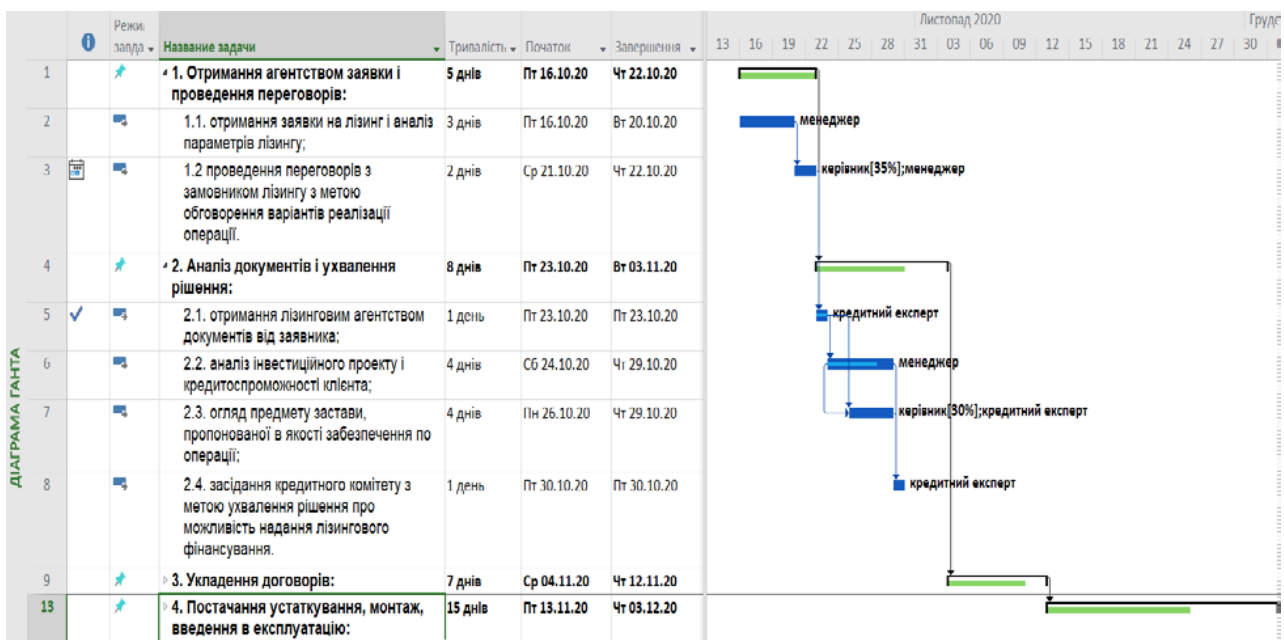 Листопад 2020 Груде
Режи
завда Название задачи Тривалість Початок Завершення 13 16 19 22 25 28 31 03 06 09 12 15 18 21 24 27 30
1 1. Отримання агентством заявки і 5 днів Пт 16.10.20 Чт 22.10.20
проведення переговорів:
2 1.1. отримання заявки на лізинг і аналіз 3 днів Пт 16.10.20 Вт 20.10.20 менеджер
параметрів лізингу;
3 1.2 проведення переговорів з 2 днів Ср 21.10.20 Чт 22.10.20 керівник[35%];менеджер
замовником лізингу з метою
обговорення варіантів реалізації
операції.
4 2. Аналіз документів і ухвалення 8 днів Пт 23.10.20 Вт 03.11.20
рішення:
5 2.1. отримання лізинговим агентством 1 день Пт 23.10.20 Пт 23.10.20 кредитний експерт
документів від заявника;
6 2.2. аналіз інвестиційного проекту і 4 днів Сб 24.10.20 Чт 29.10.20 менеджер
кредитоспроможності клієнта;
7 2.3. огляд предмету застави, 4 днів Пн 26.10.20 Чт 29.10.20 керівник[30%];кредитний експерт
пропонованої в якості забезпечення по
операції;
8 2.4. засідання кредитного комітету з 1 день Пт 30.10.20 Пт 30.10.20 кредитний експерт
метою ухвалення рішення про
можливість надання лізингового
фінансування.
9 3. Укладення договорів: 7 днів Ср 04.11.20 Чт 12.11.20
13 4. Постачання устаткування, монтаж, 15 днів Пт 13.11.20 Чт 03.12.20
введення в експлуатацію:
ДІАГРАМА ГАНТА